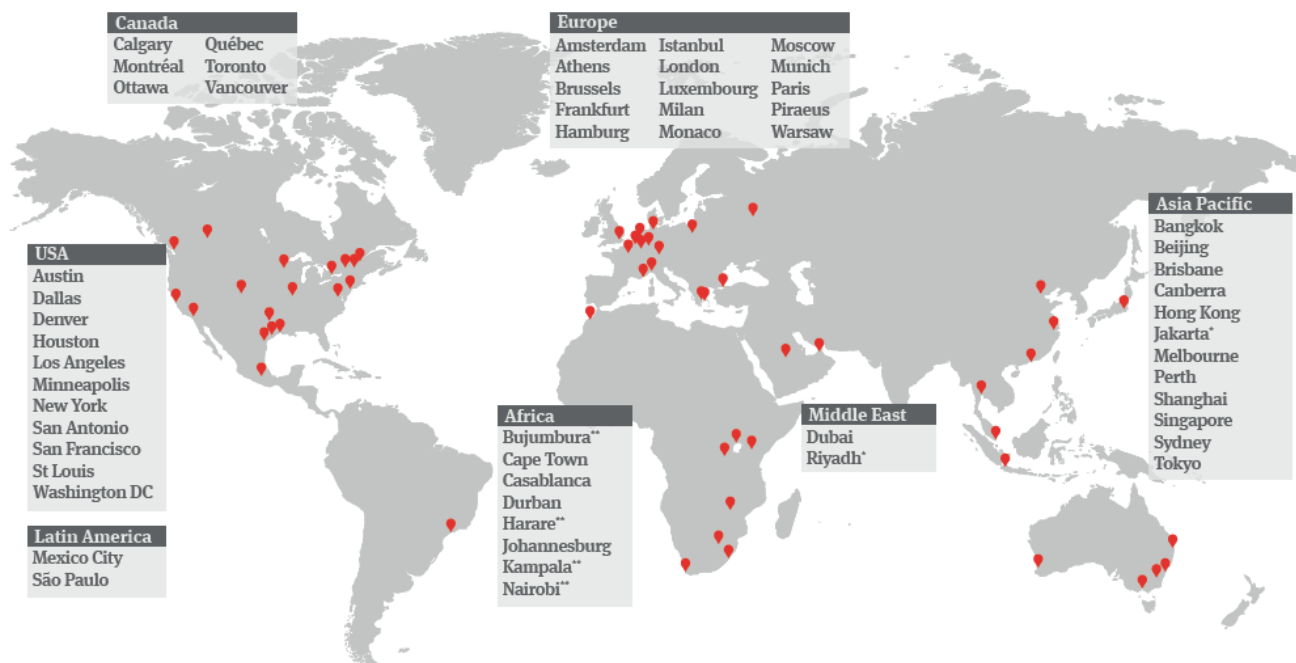 Canada
Calgary Québec
Montréal Toronto
Ottawa Vancouver
Europe
Amsterdam Istanbul Moscow
Athens London Munich
Brussels Luxembourg Paris
Frankfurt Milan Piraeus
Hamburg Monaco Warsaw
USA
Austin
Dallas
Denver
Houston
Los Angeles
Minneapolis
New York
San Antonio
San Francisco
St Louis
Washington DC
Latin America
Mexico City
São Paulo
Africa
Bujumbura**
Cape Town
Casablanca
Durban
Harare**
Johannesburg
Kampala**
Nairobi**
Middle East
Dubai
Riyadh*
Asia Pacific
Bangkok
Beijing
Brisbane
Canberra
Hong Kong
Jakarta*
Melbourne
Perth
Shanghai
Singapore
Sydney
Tokyo